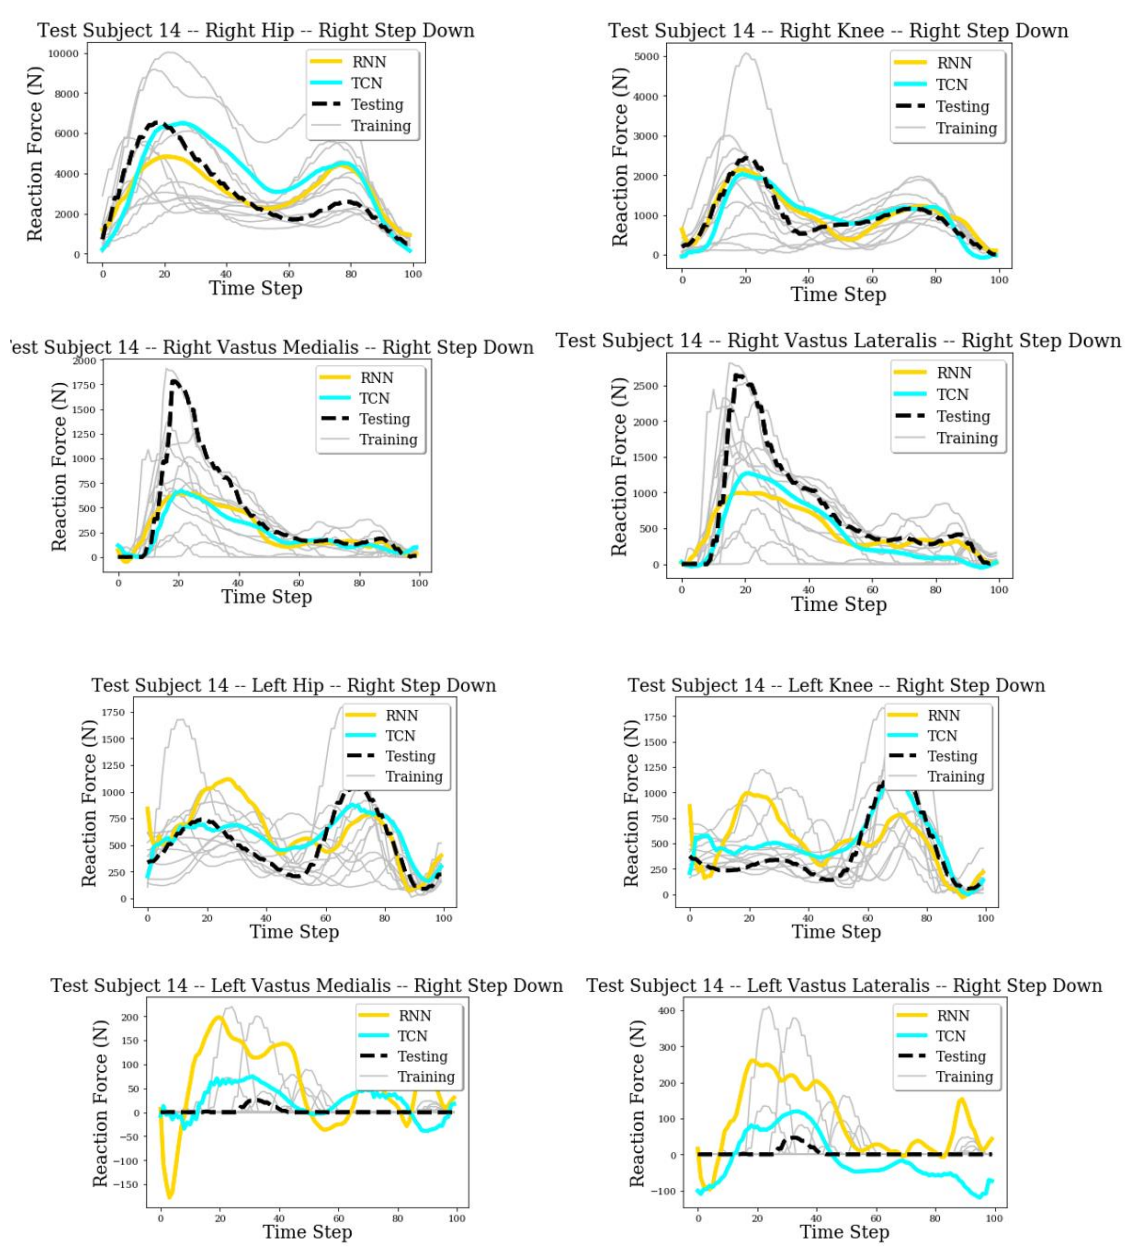 Test Subject 14 -- Right Hip -- Right Step Down
10000
8000
6000
4000
2000
0
Reaction Force (N)
RNN
TCN
Testing
Training
0 20 40 60 80 100
Time Step
Test Subject 14 -- Right Knee -- Right Step Down
5000
4000
3000
2000
1000
0
Reaction Force (N)
RNN
TCN
Testing
Training
0 20 40 60 80 100
Time Step
est Subject 14 -- Right Vastus Medialis -- Right Step Down
2000
1750
1500
1250
1000
750
500
250
0
Reaction Force (N)
RNN
TCN
Testing
Training
0 20 40 60 80 100
Time Step
Test Subject 14 -- Right Vastus Lateralis -- Right Step Down
2500
2000
1500
1000
500
0
Reaction Force (N)
RNN
TCN
Testing
Training
0 20 40 60 80 100
Time Step
Test Subject 14 -- Left Hip -- Right Step Down
1750
1500
1250
1000
750
500
250
0
Reaction Force (N)
RNN
TCN
Testing
Training
0 20 40 60 80 100
Time Step
Test Subject 14 -- Left Knee -- Right Step Down
1750
1500
1250
1000
750
500
250
0
Reaction Force (N)
RNN
TCN
Testing
Training
0 20 40 60 80 100
Time Step
Test Subject 14 -- Left Vastus Medialis -- Right Step Down
200
150
100
50
0
−50
−100
−150
Reaction Force (N)
RNN
TCN
Testing
Training
0 20 40 60 80 100
Time Step
Test Subject 14 -- Left Vastus Lateralis -- Right Step Down
400
300
200
100
0
−100
Reaction Force (N)
RNN
TCN
Testing
Training
0 20 40 60 80 100
Time Step